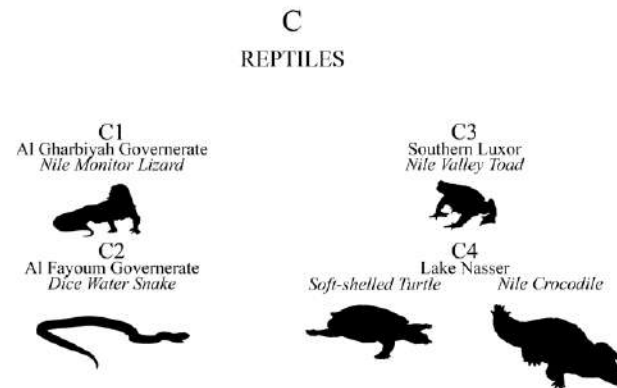 C
REPTILES
C1
Al Gharbiyah Governerate
Nile Monitor Lizard
C2
Al Fayoum Governerate
Dice Water Snake
C3
Southern Luxor
Nile Valley Toad
C4
Lake Nasser
Soft-shelled Turtle
Nile Crocodile